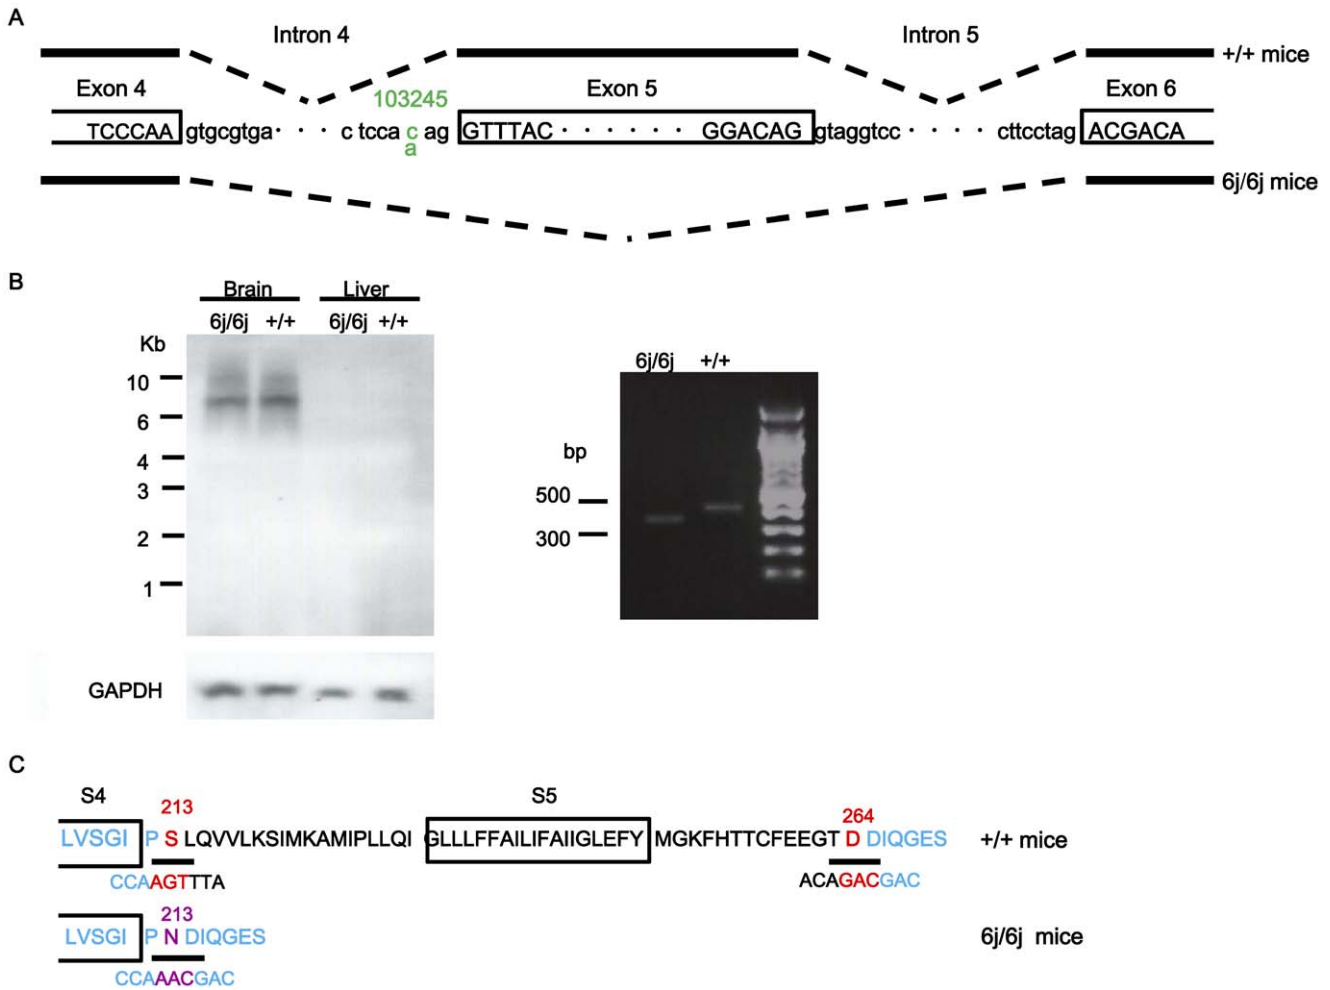 A
Intron 4 Intron 5
+/+ mice
Exon 4 Exon 5 Exon 6
103245
TCCCAA gtgcgtga · · · c tcca c ag GTTTAC · · · · · · GGACAG gtaggtcc · · · · cttcctag ACGACA
a
6j/6j mice
B
Brain Liver
6j/6j +/+ 6j/6j +/+
Kb
10
6
4
3
2
1
GAPDH
6j/6j +/+
bp
500
300
C
S4 S5
213 264
LVSGI P S LQVVLKSIMKAMIPLLQI GLLLFFAILIFAIIGLEFY MGKFHTTCFEEGT D DIQGES +/+ mice
CCAAGTTTA ACAGACGAC
213
LVSGI P N DIQGES 6j/6j mice
CCAAACGAC